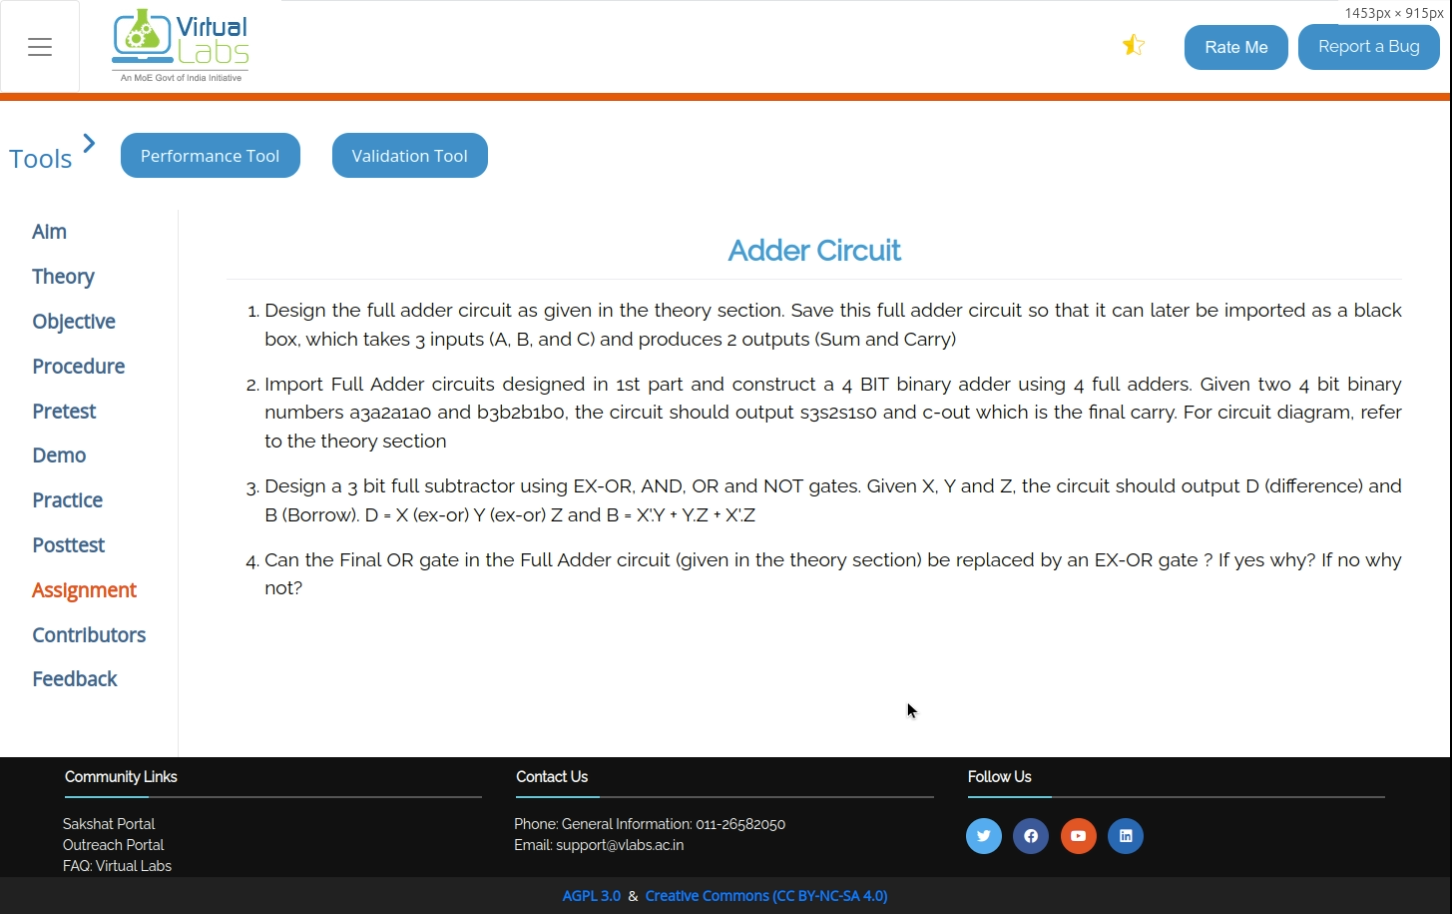 1453px × 915px
Virtual
Labs
An MoE Govt of India Initiative
Rate Me
Report a Bug
Tools
Performance Tool
Validation Tool
Aim
Theory
Objective
Procedure
Pretest
Demo
Practice
Posttest
Assignment
Contributors
Feedback
Adder Circuit
1. Design the full adder circuit as given in the theory section. Save this full adder circuit so that it can later be imported as a black
box, which takes 3 inputs (A, B, and C) and produces 2 outputs (Sum and Carry)
2. Import Full Adder circuits designed in 1st part and construct a 4 BIT binary adder using 4 full adders. Given two 4 bit binary
numbers a3a2a1a0 and b3b2b1b0, the circuit should output s3s2s1s0 and c-out which is the final carry. For circuit diagram, refer
to the theory section
3. Design a 3 bit full subtractor using EX-OR, AND, OR and NOT gates. Given X, Y and Z, the circuit should output D (difference) and
B (Borrow). D = X (ex-or) Y (ex-or) Z and B = X'.Y + Y.Z + X'.Z
4. Can the Final OR gate in the Full Adder circuit (given in the theory section) be replaced by an EX-OR gate ? If yes why? If no why
not?
Community Links
Sakshat Portal
Outreach Portal
FAQ: Virtual Labs
Contact Us
Phone: General Information: 011-26582050
Email: support@vlabs.ac.in
Follow Us
AGPL 3.0 & Creative Commons (CC BY-NC-SA 4.0)